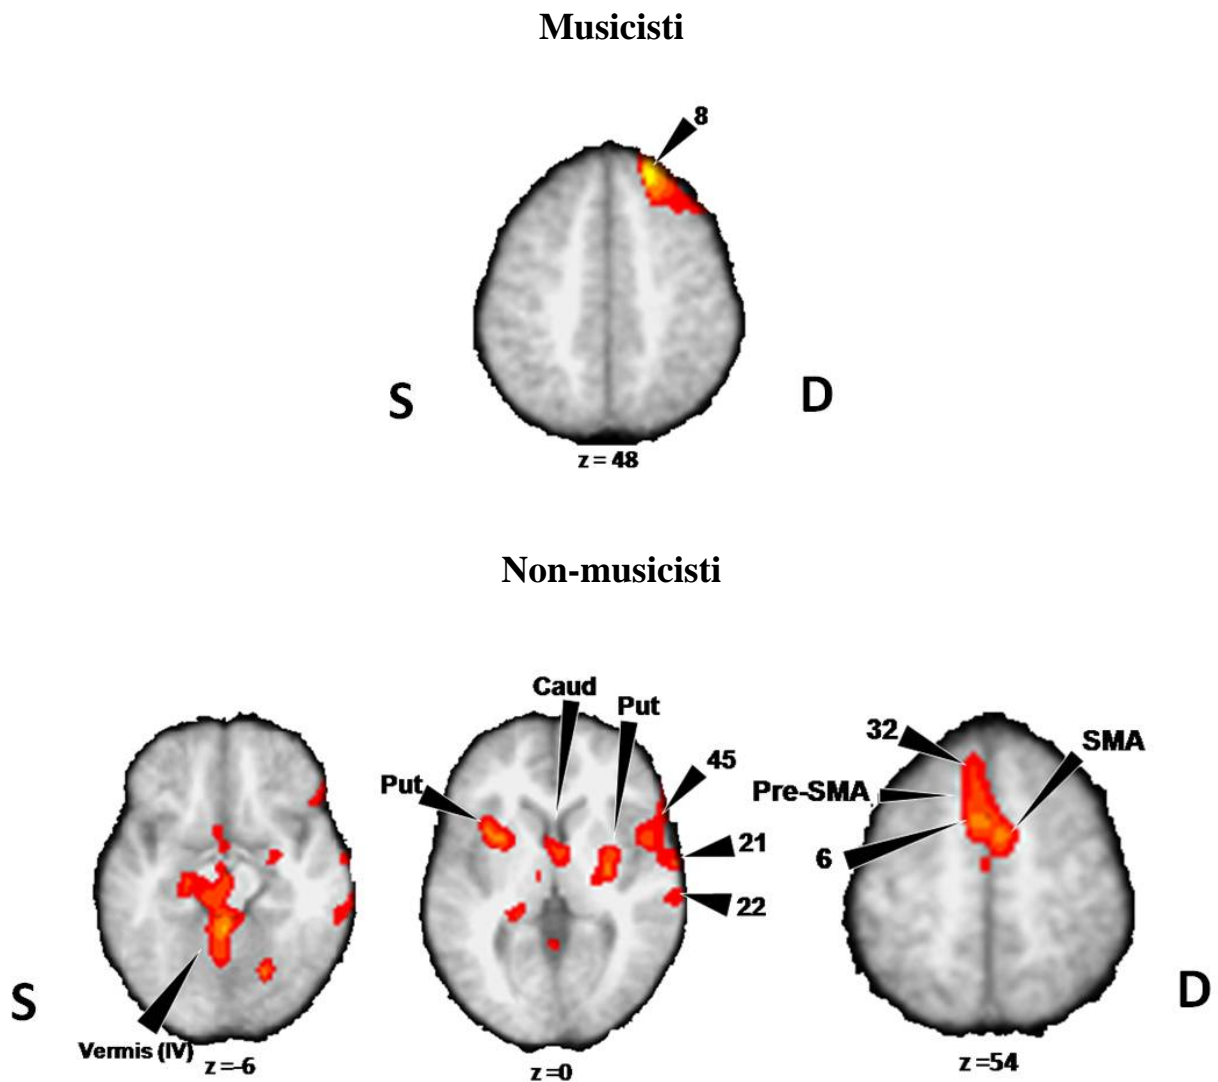 Musicisti
8
S
D
z = 48
Non-musicisti
Caud
Put
Put
45
21
22
32
SMA
Pre-SMA
6
S
D
Vermis (IV)
z =-6
z =0
z =54